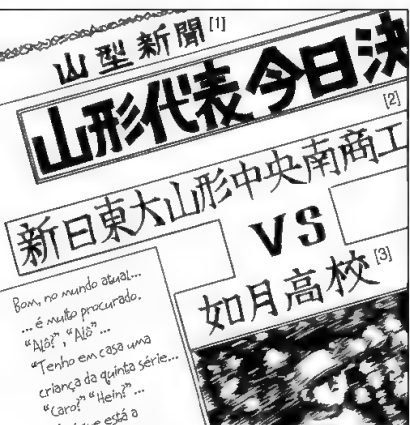 山型新聞[1]
山形代表今日決
[2]
新日東大山形中央南商工
VS
如月高校[3]
Bom, no mundo atual...
... é muito procurado.
"Alô?", "Alô"...
"Tenho em casa uma
criança da quinta série...
"Caro?" "Hein?" ...
que está a